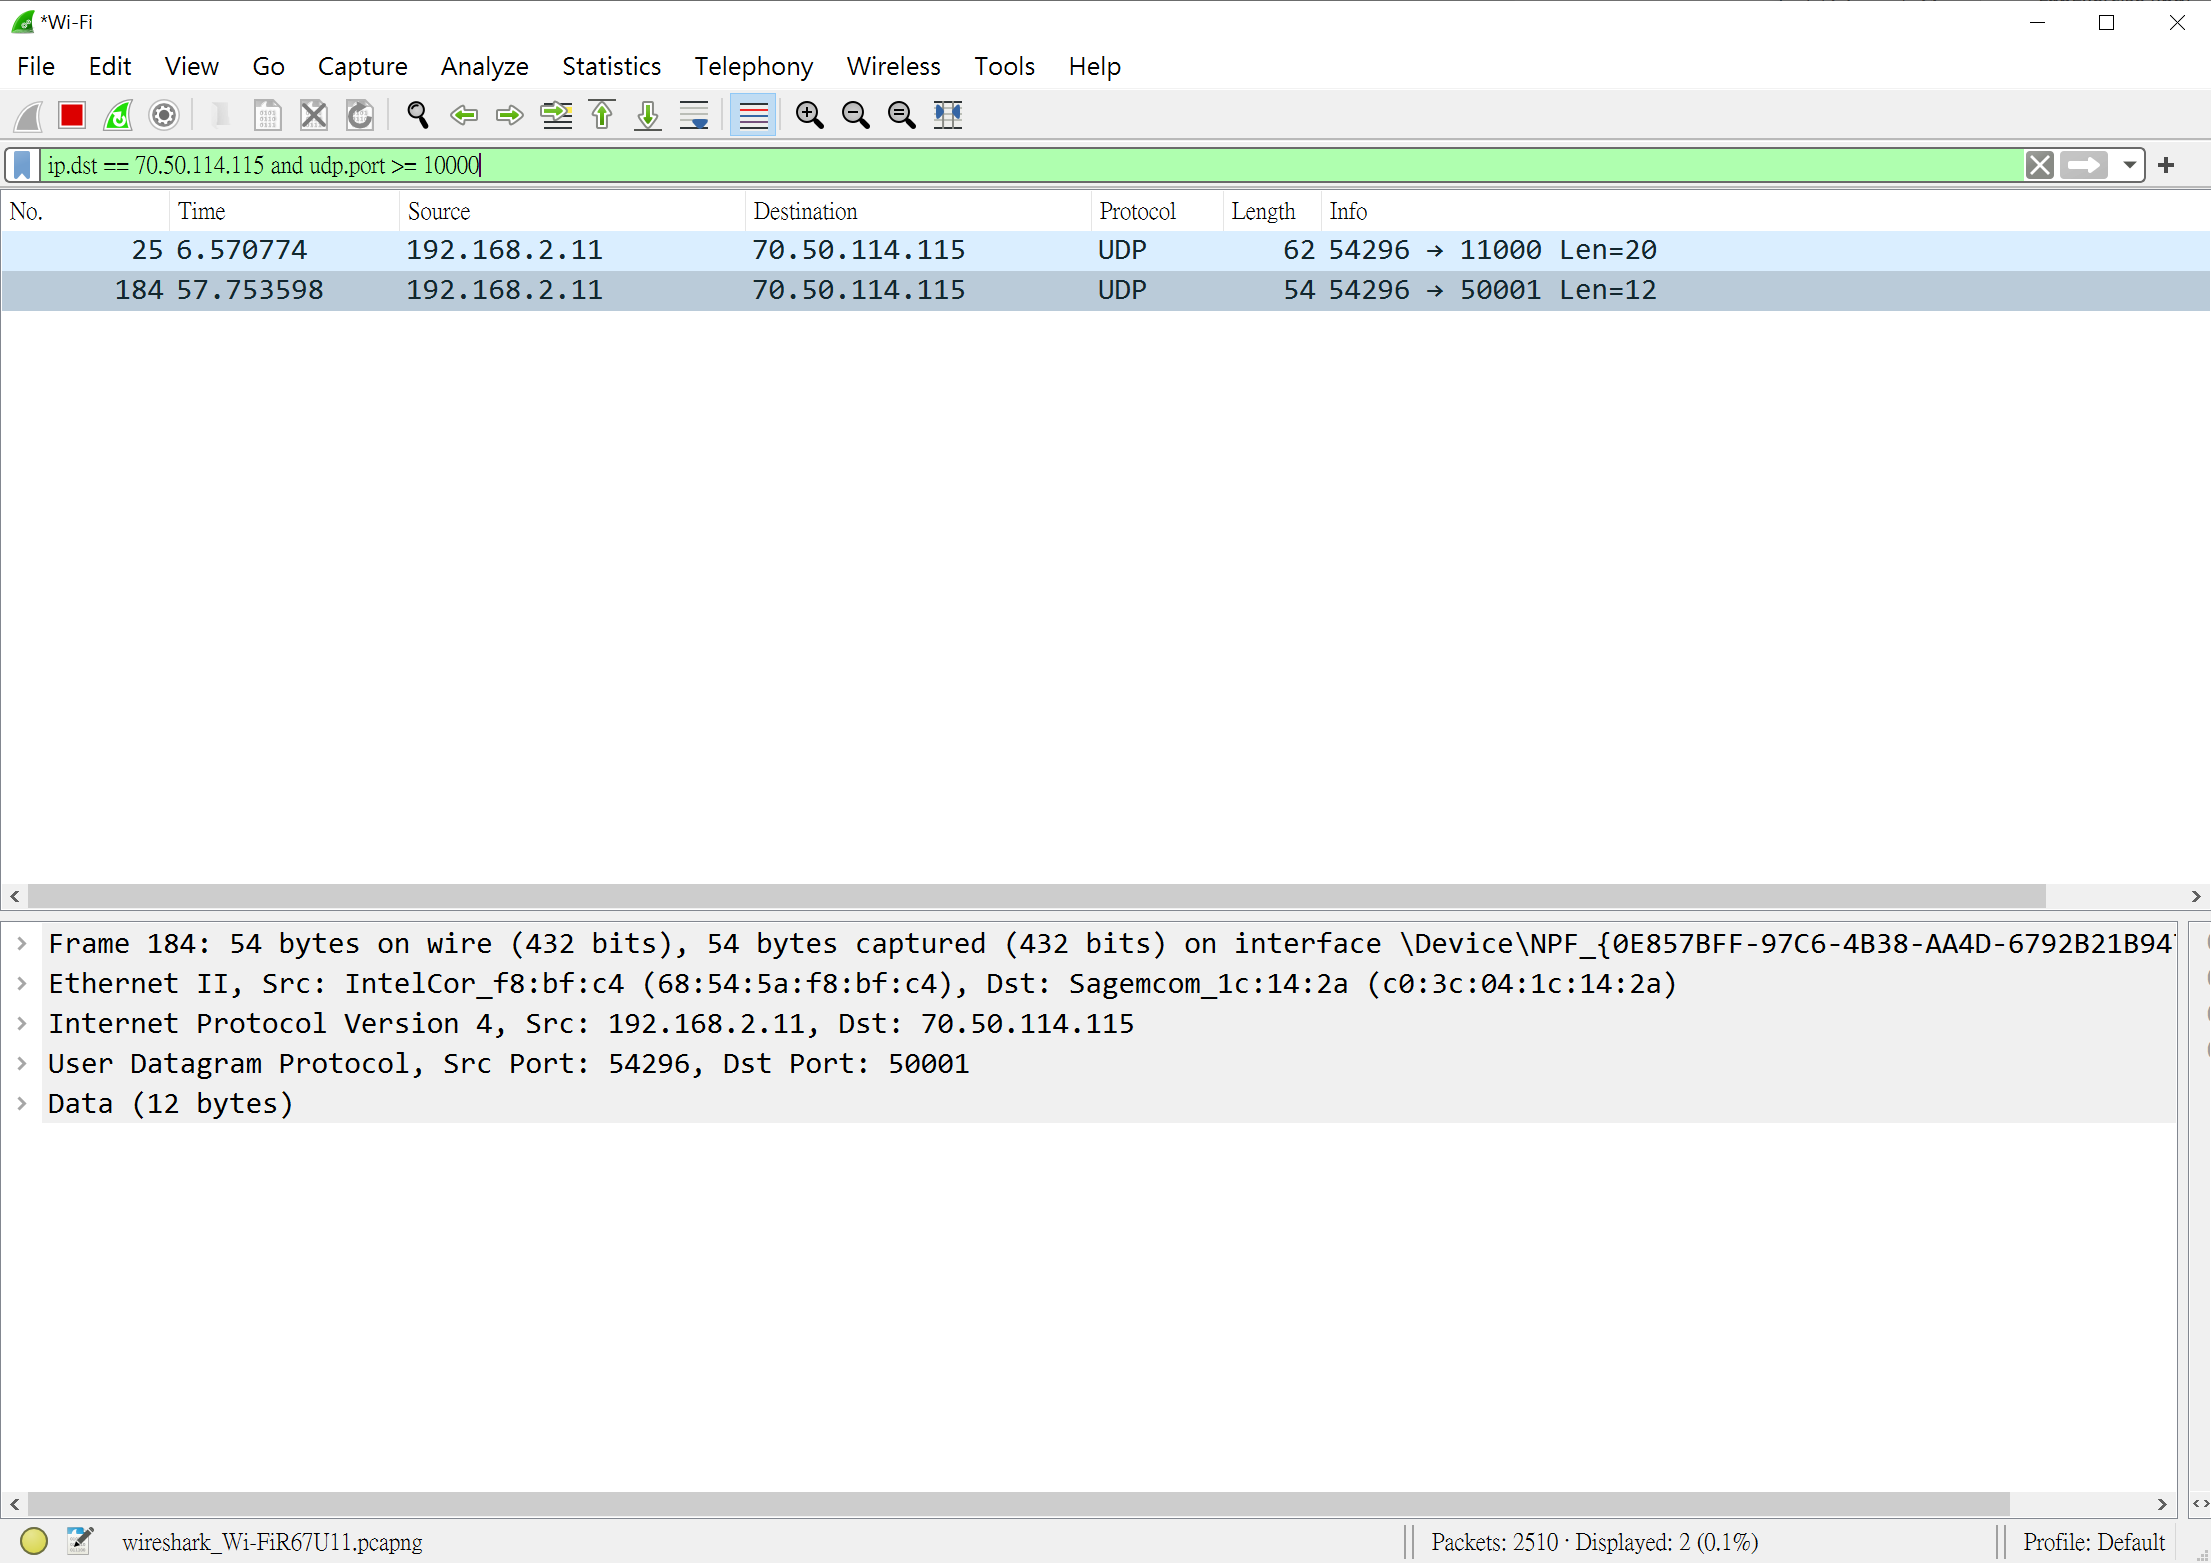 *Wi-Fi
File Edit View Go Capture Analyze Statistics Telephony Wireless Tools Help
ip.dst == 70.50.114.115 and udp.port >= 10000
No. Time Source Destination Protocol Length Info
25 6.570774 192.168.2.11 70.50.114.115 UDP 62 54296 → 11000 Len=20
184 57.753598 192.168.2.11 70.50.114.115 UDP 54 54296 → 50001 Len=12
Frame 184: 54 bytes on wire (432 bits), 54 bytes captured (432 bits) on interface \Device\NPF_{0E857BFF-97C6-4B38-AA4D-6792B21B94
Ethernet II, Src: IntelCor_f8:bf:c4 (68:54:5a:f8:bf:c4), Dst: Sagemcom_1c:14:2a (c0:3c:04:1c:14:2a)
Internet Protocol Version 4, Src: 192.168.2.11, Dst: 70.50.114.115
User Datagram Protocol, Src Port: 54296, Dst Port: 50001
Data (12 bytes)
wireshark_Wi-FiR67U11.pcapng Packets: 2510 · Displayed: 2 (0.1%) Profile: Default